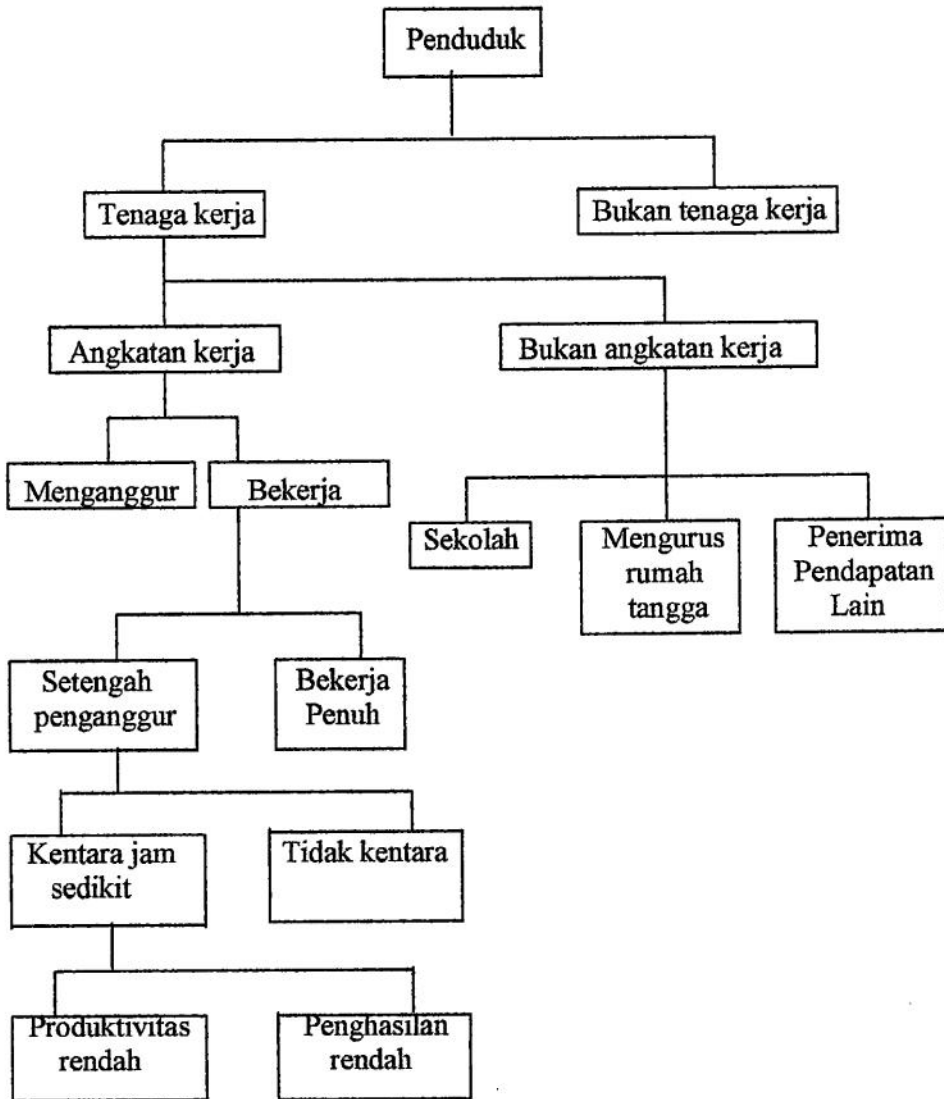 Penduduk
Tenaga kerja
Bukan tenaga kerja
Angkatan kerja
Bukan angkatan kerja
Menganggur
Bekerja
Sekolah
Mengurus
rumah
tangga
Penerima
Pendapatan
Lain
Setengah
penganggur
Bekerja
Penuh
Kentara jam
sedikit
Tidak kentara
Produktivitas
rendah
Penghasilan
rendah